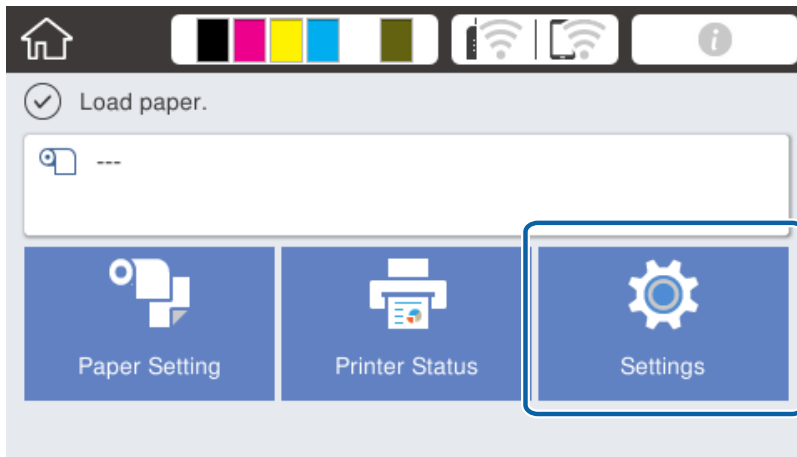 i
Load paper.
---
Paper Setting
Printer Status
Settings